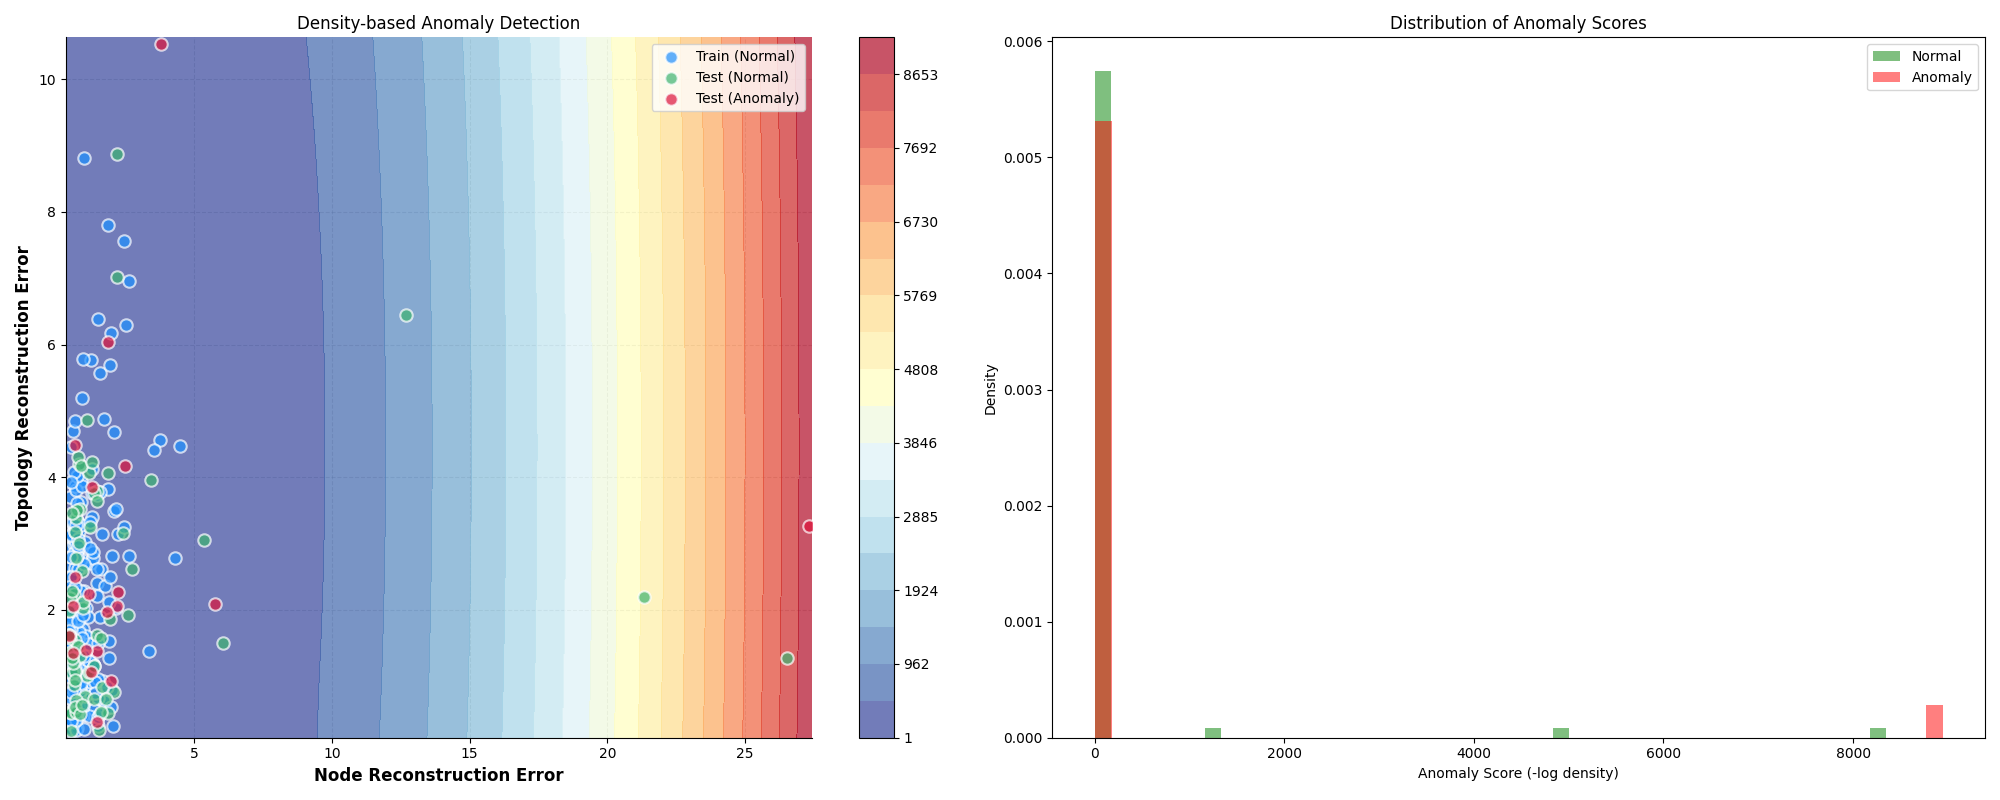 Density-based Anomaly Detection
Topology Reconstruction Error
10
8
6
4
2
5
10
15
20
25
Node Reconstruction Error
Train (Normal)
Test (Normal)
Test (Anomaly)
8653
7692
6730
5769
4808
3846
2885
1924
962
1
Distribution of Anomaly Scores
Density
0.006
0.005
0.004
0.003
0.002
0.001
0.000
0
2000
4000
6000
8000
Anomaly Score (-log density)
Normal
Anomaly